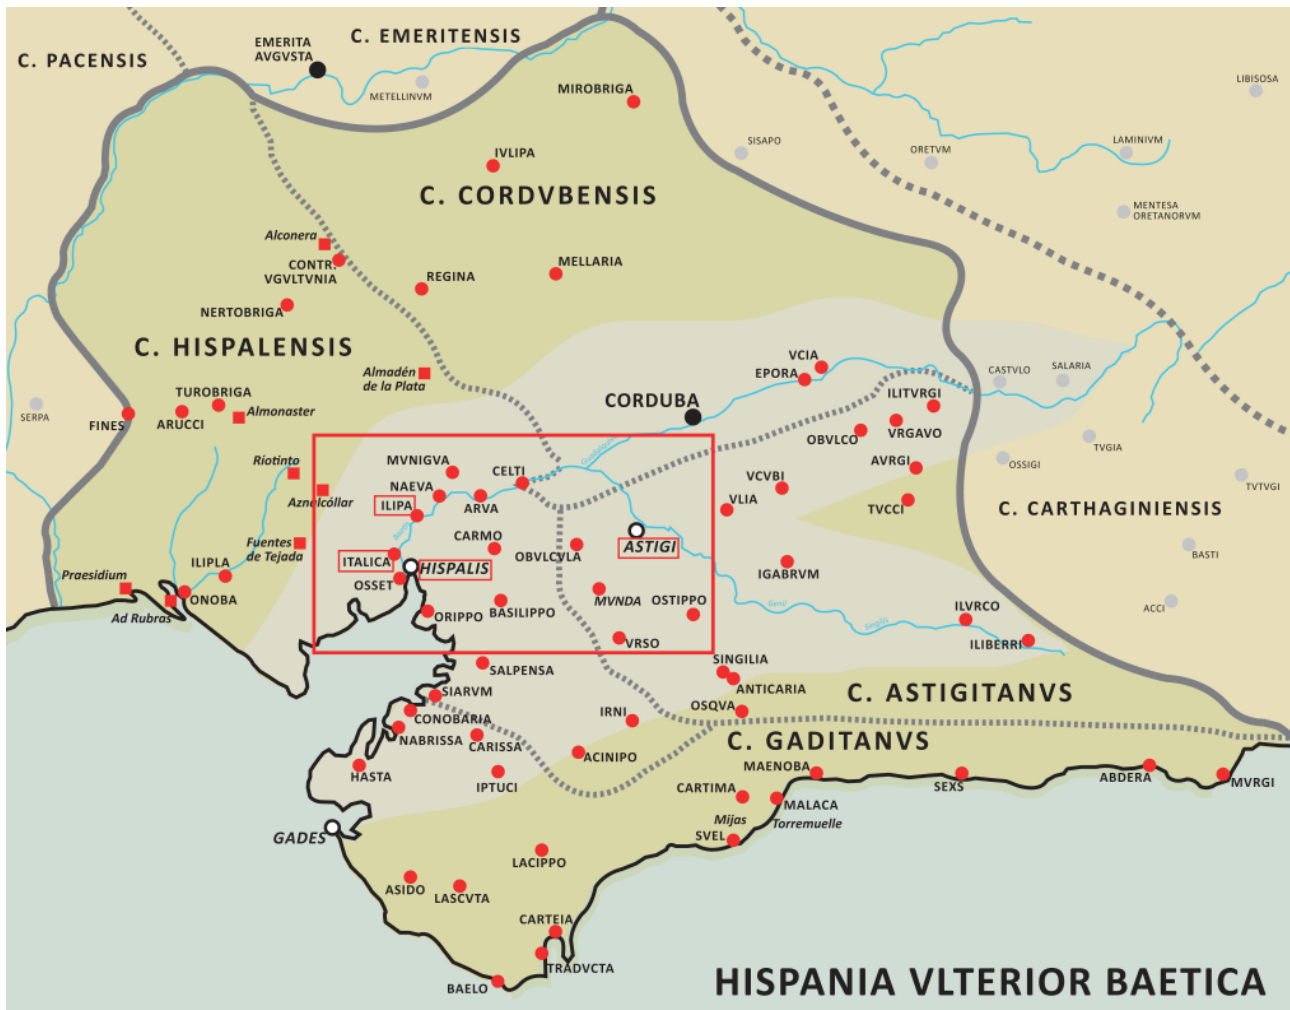 C. PACENSIS
EMERITA
AVGVSTA
C. EMERITENSIS
METELLINVM
MIROBRIGA
LIBISOSA
SISAPO
ORETVM
LAMINIVM
IVLIPA
C. CORDVBENSIS
MENTESA
ORETANORVM
Alconera
CONTR.
VGVLTVNIA
REGINA
MELLARIA
NERTOBRIGA
C. HISPALENSIS
Almadén
de la Plata
VCIA
EPORA
CASTVLO
SALARIA
SERPA
FINES
TUROBRIGA
ARUCCI
Almonaster
CORDUBA
ILITVRGI
OBVLCO
VRGAVO
TVGIA
Riotinto
MVNIGVA
CELTI
Guadalquivir
AVRGI
OSSIGI
TVTVGI
Aznalcóllar
NAEVA
ILIPA
ARVA
VCVBI
VLIA
TVCCI
C. CARTHAGINIENSIS
Fuentes
de Tejada
Baetis
CARMO
OBVLCVLA
ASTIGI
BASTI
Praesidium
ILIPLA
ITALICA
HISPALIS
OSSET
IGABRVM
ONOBA
Ad Rubras
ORIPPO
BASILIPPO
MVNDA
OSTIPPO
Genil
Singilis
ILVRCO
ACCI
VRSO
ILIBERRI
SALPENSA
SINGILIA
ANTICARIA
SIARVM
CONOBARIA
NABRISSA
CARISSA
IRNI
OSQVA
C. ASTIGITANVS
C. GADITANVS
HASTA
IPTUCI
ACINIPO
MAENOBA
CARTIMA
MALACA
SEXS
ABDERA
MVRGI
GADES
Mijas
Torremuelle
SVEL
LACIPPO
ASIDO
LASCVTA
CARTEIA
TRADVCTA
BAELO
HISPANIA VLTERIOR BAETICA